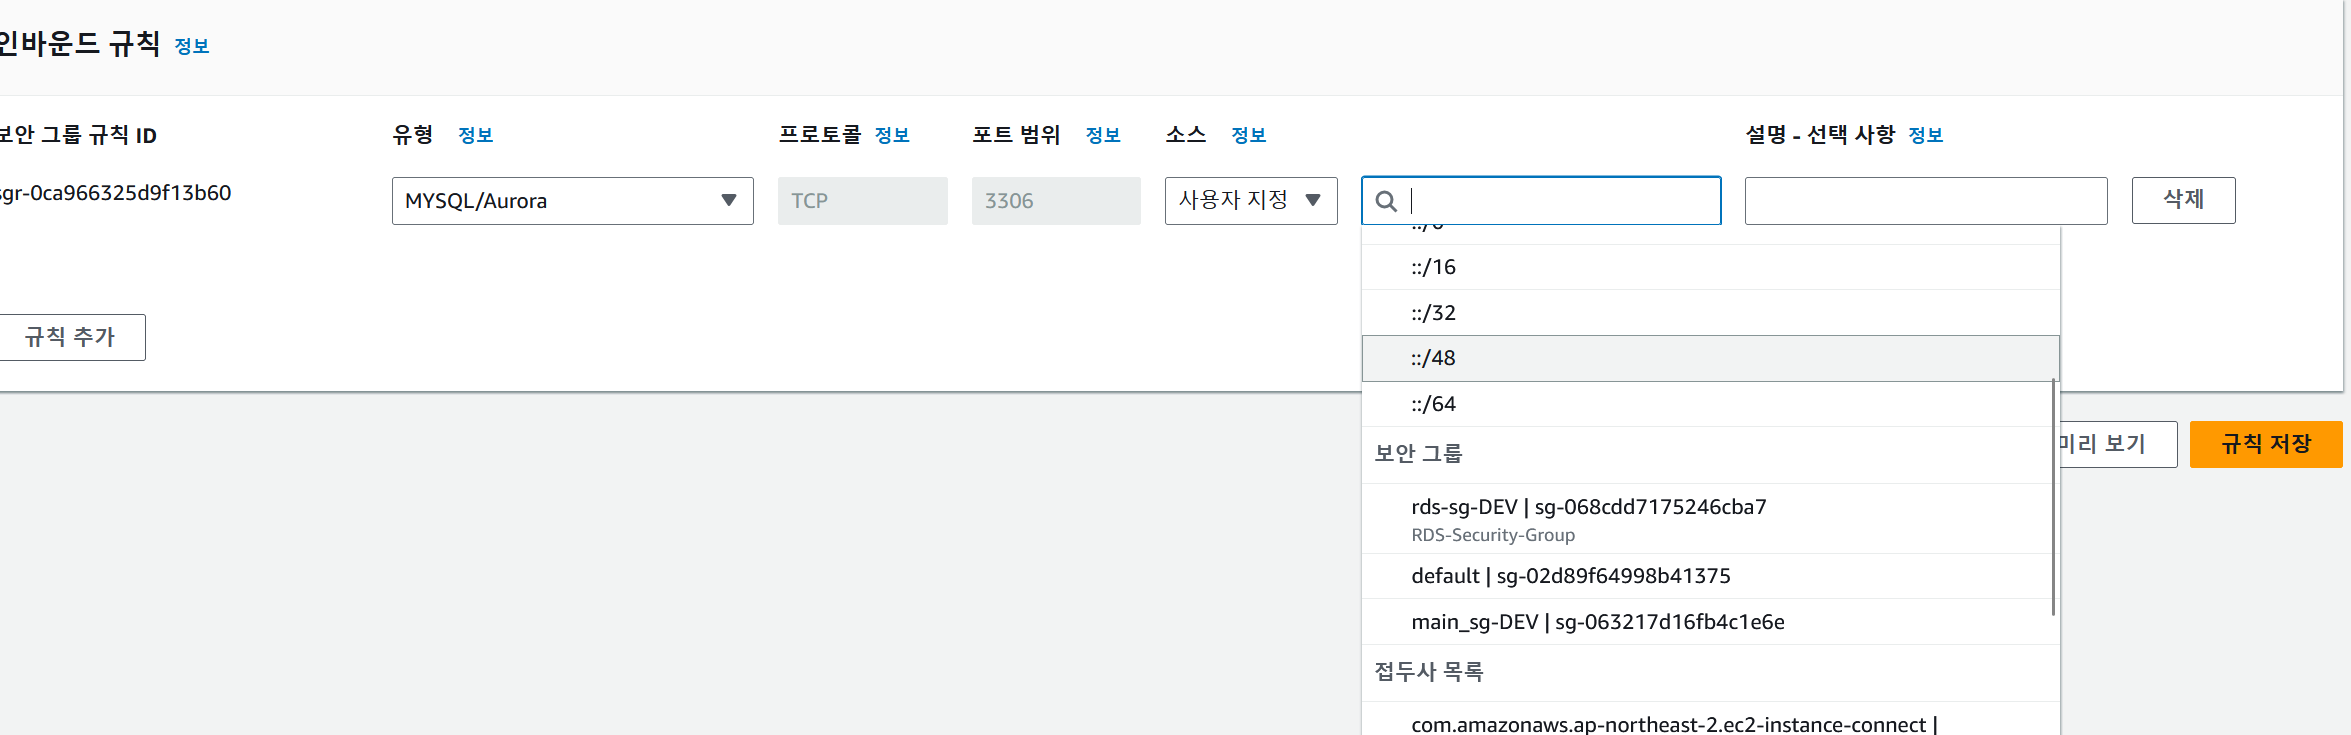 인바운드 규칙 정보
보안 그룹 규칙 ID
유형 정보
프로토콜 정보
포트 범위 정보
소스 정보
설명 - 선택 사항 정보
sgr-0ca966325d9f13b60
MYSQL/Aurora
TCP
3306
사용자 지정
삭제
::/0
::/16
::/32
::/48
::/64
규칙 추가
미리 보기
규칙 저장
보안 그룹
rds-sg-DEV | sg-068cdd7175246cba7
RDS-Security-Group
default | sg-02d89f64998b41375
main_sg-DEV | sg-063217d16fb4c1e6e
접두사 목록
com.amazonaws.ap-northeast-2.ec2-instance-connect |